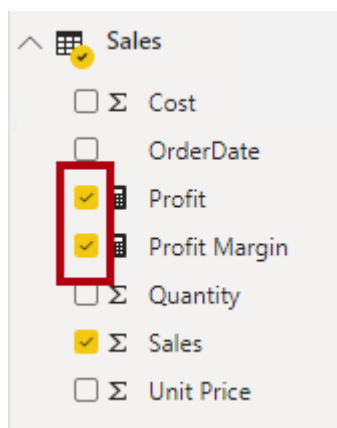 Sales
Σ Cost
OrderDate
Profit
Profit Margin
Σ Quantity
Σ Sales
Σ Unit Price